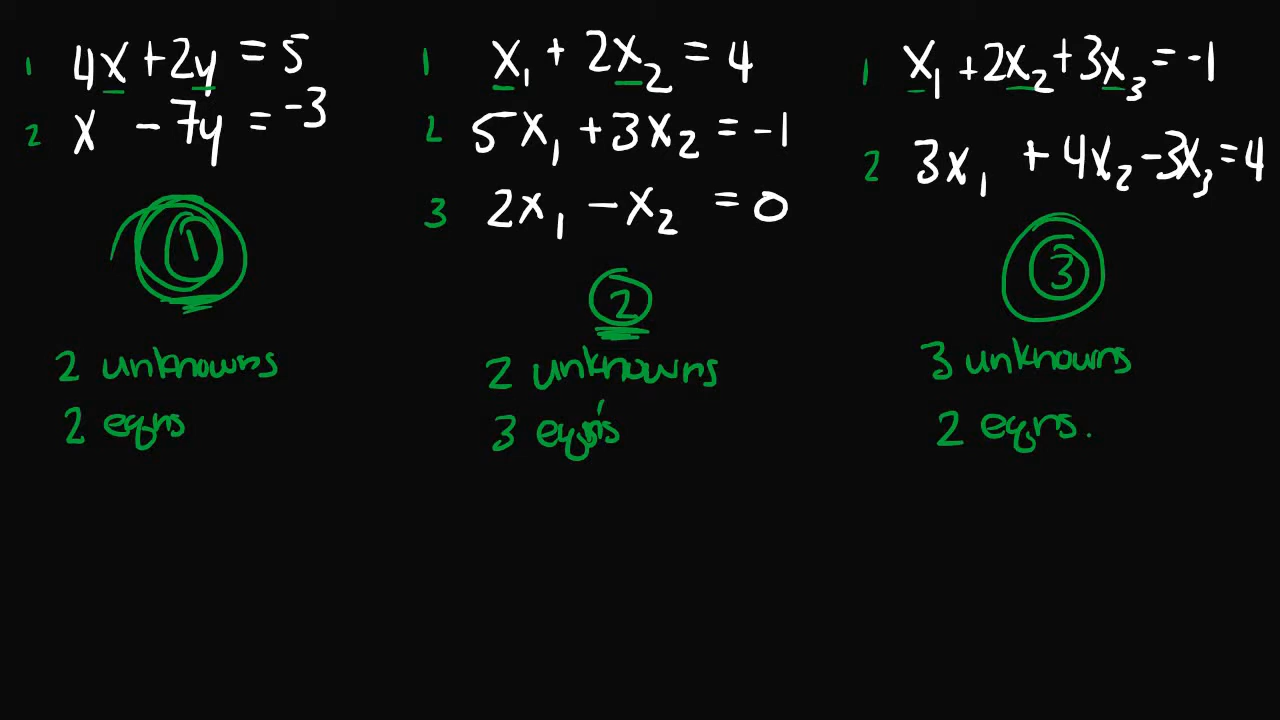 1 4x + 2y = 5
2 x - 7y = -3
1
2 unknowns
2 eqns
1 x₁ + 2x₂ = 4
2 5x₁ + 3x₂ = -1
3 2x₁ - x₂ = 0
2
2 unknowns
3 eqn's
1 x₁ + 2x₂ + 3x₃ = -1
2 3x₁ + 4x₂ - 3x₃ = 4
3
3 unknowns
2 eqns.